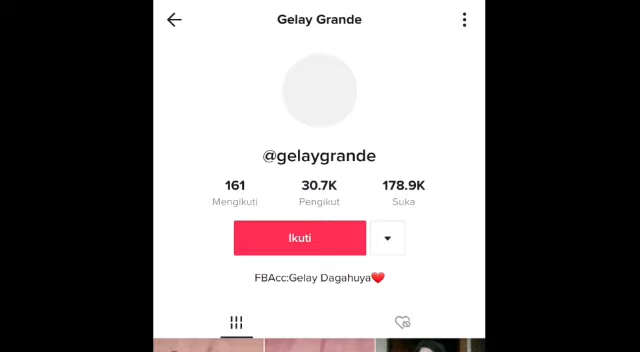 Gelay Grande
@gelaygrande
161 30.7K 178.9K
Mengikuti Pengikut Suka
Ikuti
FBAcc:Gelay Dagahuya❤️